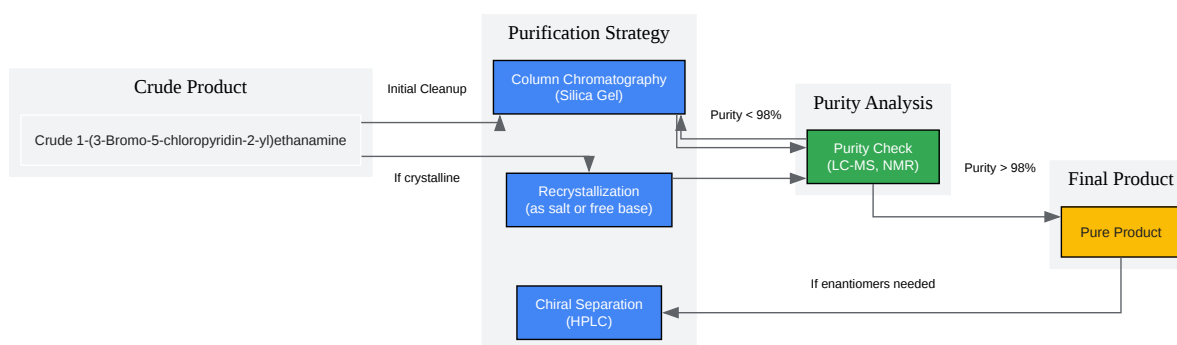 Purification Strategy
Crude Product
Initial Cleanup
Column Chromatography
(Silica Gel)
Purity Analysis
Purity < 98%
Crude 1-(3-Bromo-5-chloropyridin-2-yl)ethanamine
Purity Check
(LC-MS, NMR)
Purity > 98%
If crystalline
Final Product
Recrystallization
(as salt or free base)
Pure Product
If enantiomers needed
Chiral Separation
(HPLC)